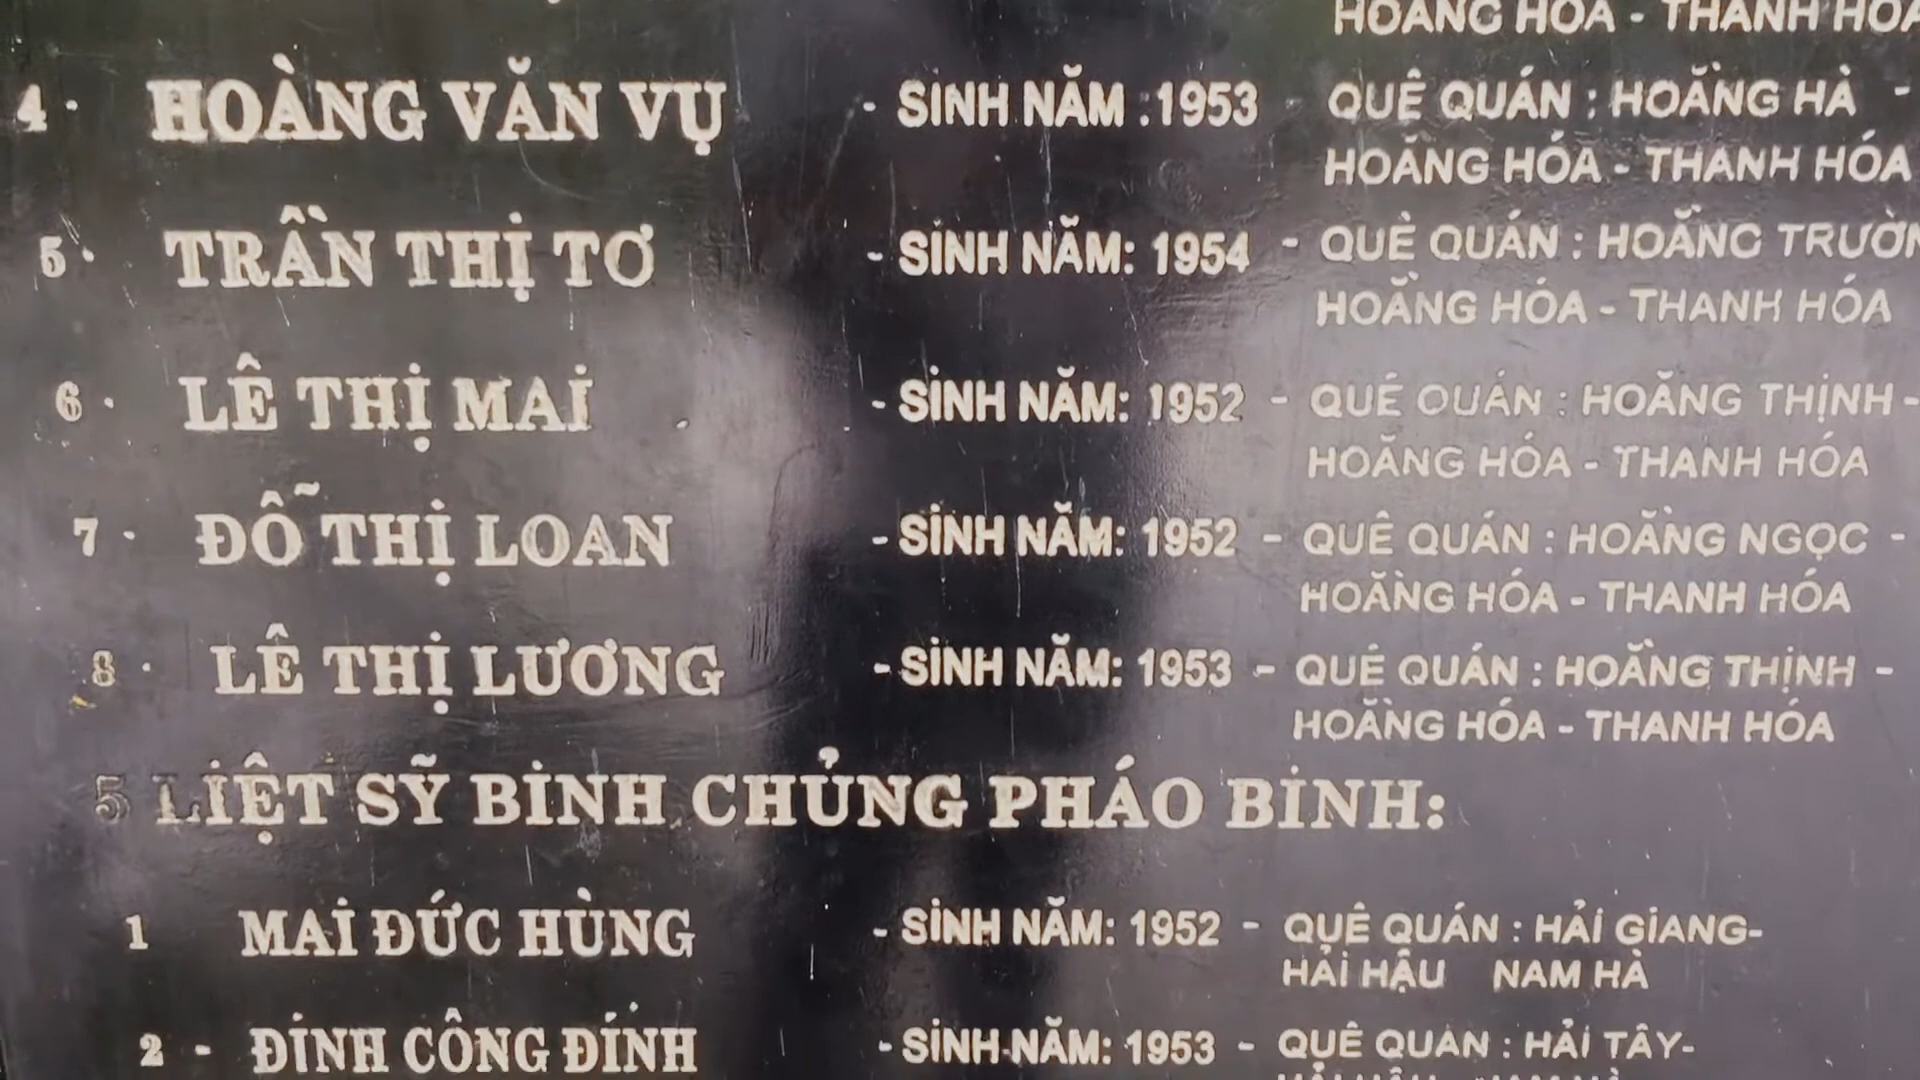 HOẰNG HÓA - THANH HÓA
4 - HOÀNG VĂN VỤ - SINH NĂM :1953 - QUÊ QUÁN : HOẰNG HÀ -
HOẰNG HÓA - THANH HÓA
5 - TRẦN THỊ TƠ - SINH NĂM: 1954 - QUÊ QUÁN : HOẰNG TRƯỜN
HOẰNG HÓA - THANH HÓA
6 - LÊ THỊ MAI - SINH NĂM: 1952 - QUÊ QUÁN : HOẰNG THỊNH -
HOẰNG HÓA - THANH HÓA
7 - ĐỖ THỊ LOAN - SINH NĂM: 1952 - QUÊ QUÁN : HOẰNG NGỌC -
HOẰNG HÓA - THANH HÓA
8 - LÊ THỊ LƯƠNG - SINH NĂM: 1953 - QUÊ QUÁN : HOẰNG THỊNH -
HOẰNG HÓA - THANH HÓA
5 LIỆT SỸ BINH CHỦNG PHÁO BINH:
1 MAI ĐỨC HÙNG - SINH NĂM: 1952 - QUÊ QUÁN : HẢI GIANG-
HẢI HẬU NAM HÀ
2 - ĐINH CÔNG ĐÍNH - SINH NĂM: 1953 - QUÊ QUAN : HẢI TÂY-